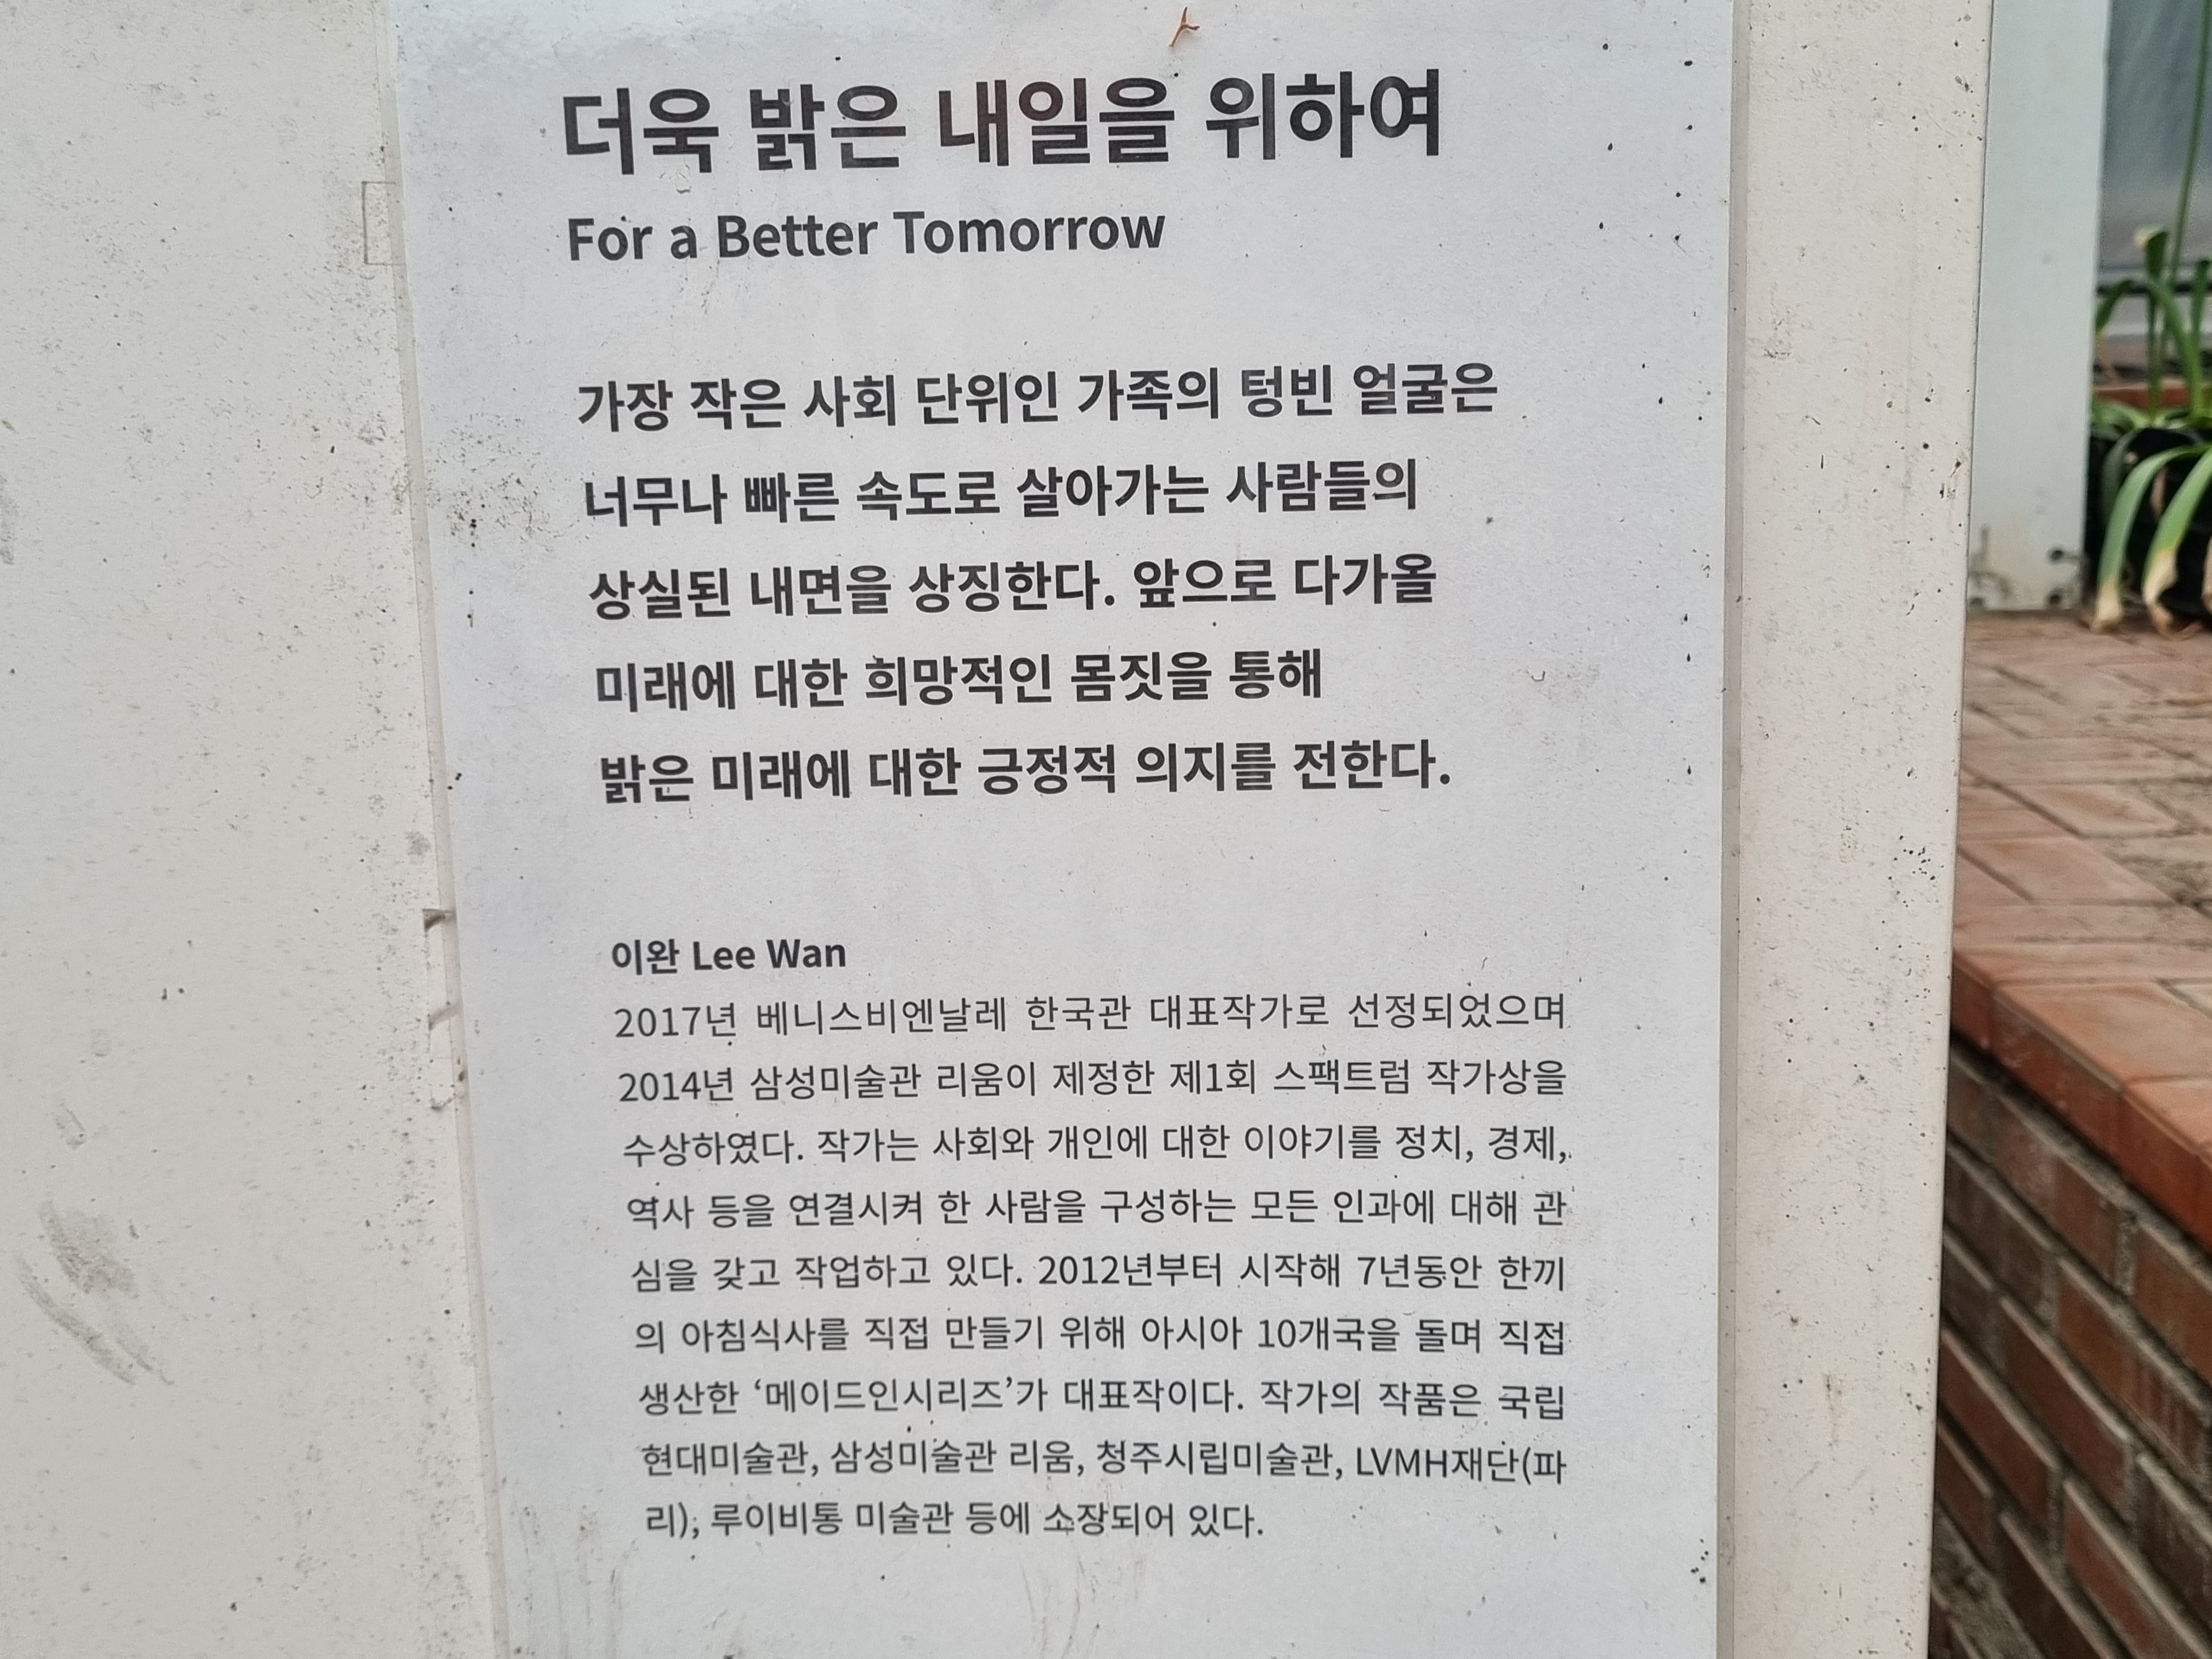 더욱 밝은 내일을 위하여
For a Better Tomorrow
가장 작은 사회 단위인 가족의 텅빈 얼굴은
너무나 빠른 속도로 살아가는 사람들의
상실된 내면을 상징한다. 앞으로 다가올
미래에 대한 희망적인 몸짓을 통해
밝은 미래에 대한 긍정적 의지를 전한다.
이완 Lee Wan
2017년 베니스비엔날레 한국관 대표작가로 선정되었으며
2014년 삼성미술관 리움이 제정한 제1회 스팩트럼 작가상을
수상하였다. 작가는 사회와 개인에 대한 이야기를 정치, 경제,
역사 등을 연결시켜 한 사람을 구성하는 모든 인과에 대해 관
심을 갖고 작업하고 있다. 2012년부터 시작해 7년동안 한끼
의 아침식사를 직접 만들기 위해 아시아 10개국을 돌며 직접
생산한 ‘메이드인시리즈’가 대표작이다. 작가의 작품은 국립
현대미술관, 삼성미술관 리움, 청주시립미술관, LVMH재단(파
리), 루이비통 미술관 등에 소장되어 있다.